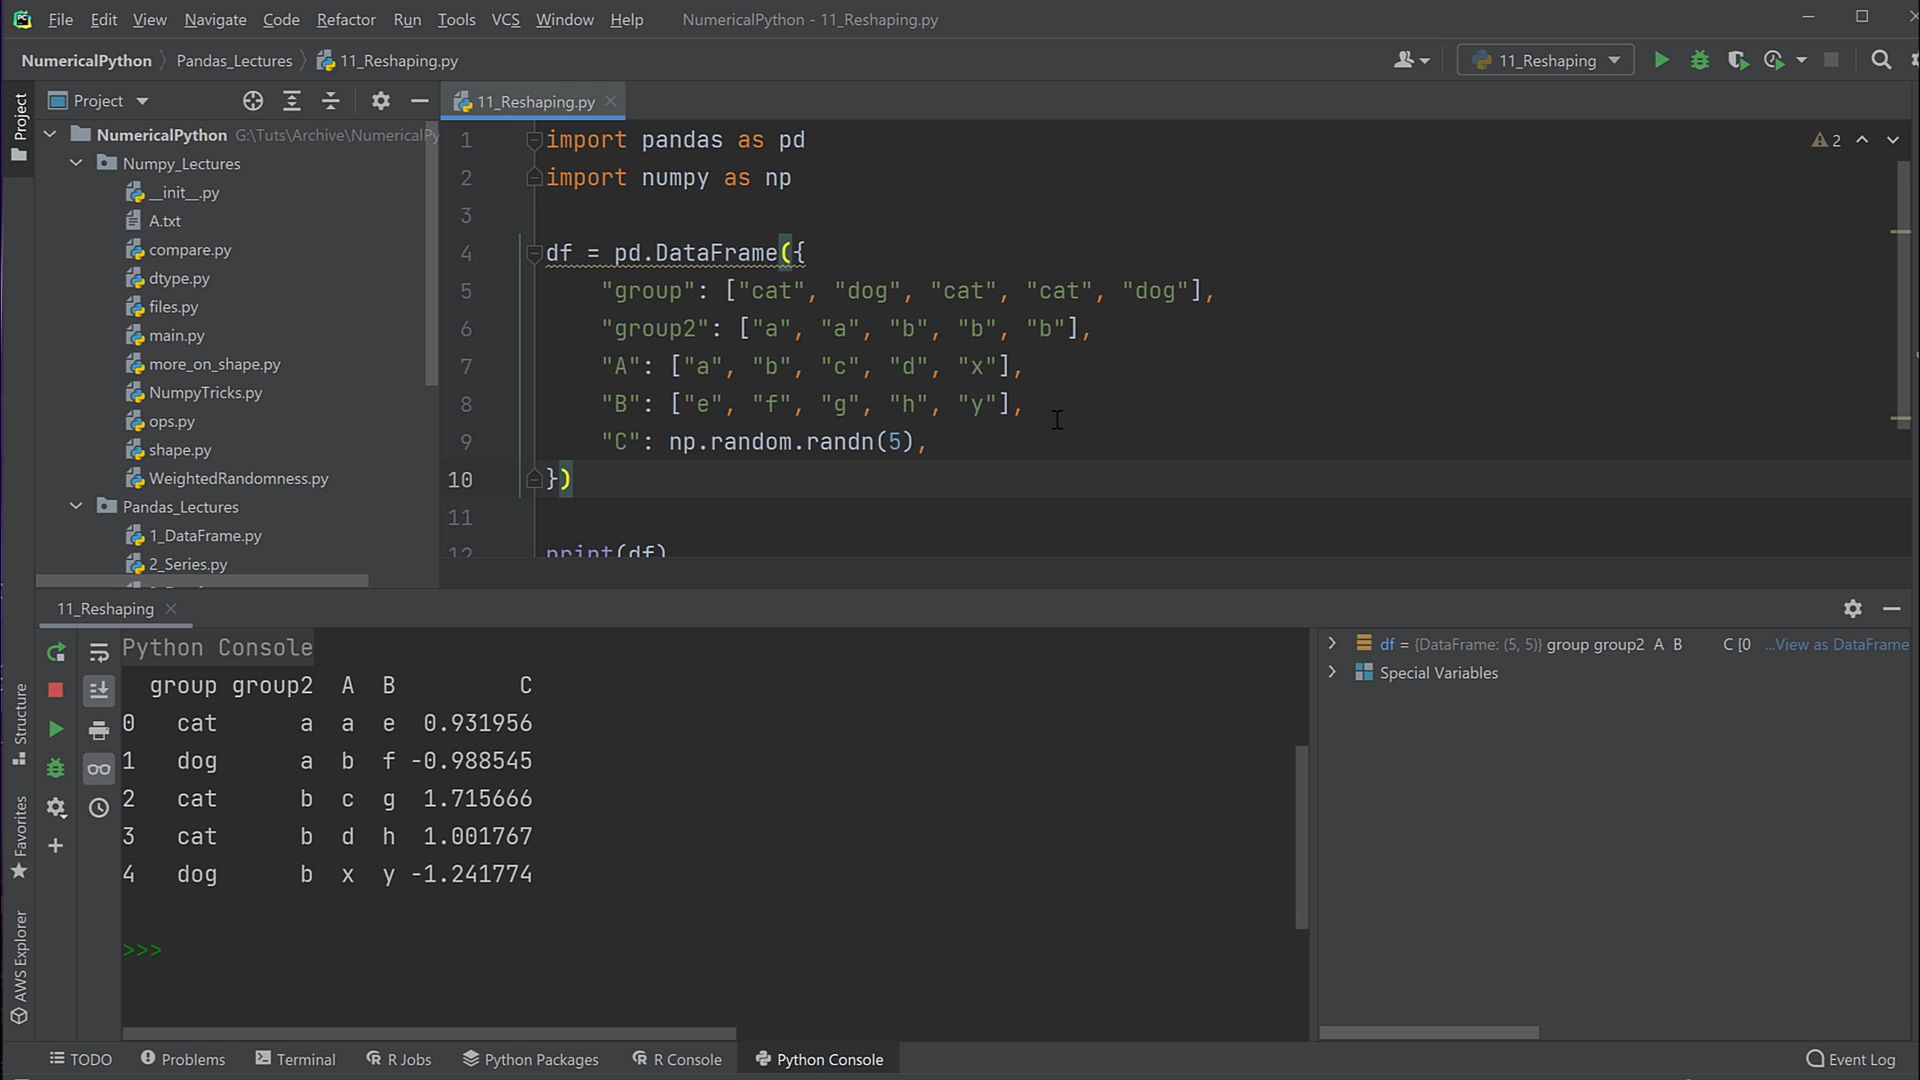 File Edit View Navigate Code Refactor Run Tools VCS Window Help NumericalPython - 11_Reshaping.py
NumericalPython Pandas_Lectures 11_Reshaping.py 11_Reshaping
Project
Project
11_Reshaping.py
NumericalPython G:\Tuts\Archive\NumericalPy
Numpy_Lectures
__init__.py
A.txt
compare.py
dtype.py
files.py
main.py
more_on_shape.py
NumpyTricks.py
ops.py
shape.py
WeightedRandomness.py
Pandas_Lectures
1_DataFrame.py
2_Series.py
1 import pandas as pd
2 import numpy as np
3
4 df = pd.DataFrame({
5 "group": ["cat", "dog", "cat", "cat", "dog"],
6 "group2": ["a", "a", "b", "b", "b"],
7 "A": ["a", "b", "c", "d", "x"],
8 "B": ["e", "f", "g", "h", "y"],
9 "C": np.random.randn(5),
10 })
11
12 print(df)
2
11_Reshaping
Python Console
group group2 A B C
0 cat a a e 0.931956
1 dog a b f -0.988545
2 cat b c g 1.715666
3 cat b d h 1.001767
4 dog b x y -1.241774
>>>
df = {DataFrame: (5, 5)} group group2 A B C [0 ...View as DataFrame
Special Variables
Structure
Favorites
AWS Explorer
TODO Problems Terminal R Jobs Python Packages R Console Python Console Event Log